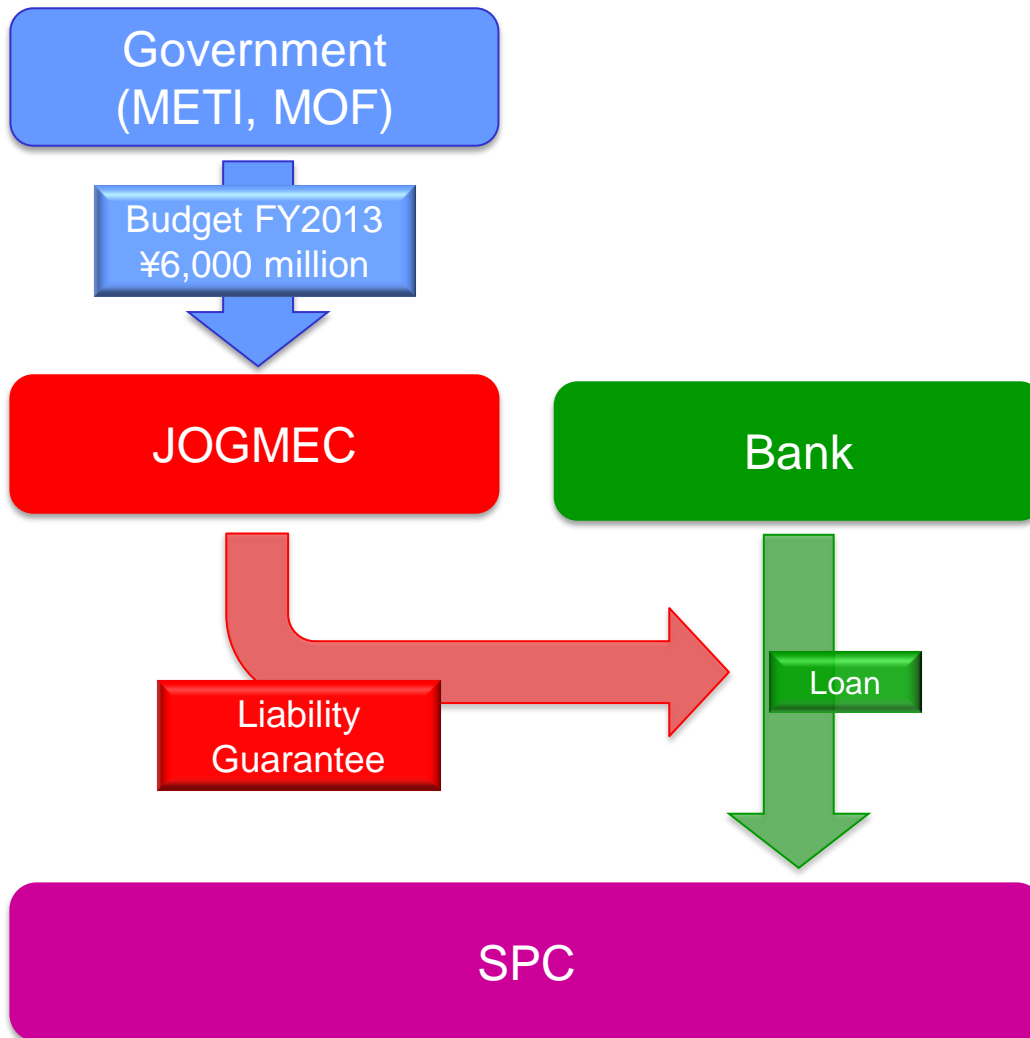 Government
(METI, MOF)
Budget FY2013
¥6,000 million
JOGMEC
Bank
Liability
Guarantee
Loan
SPC